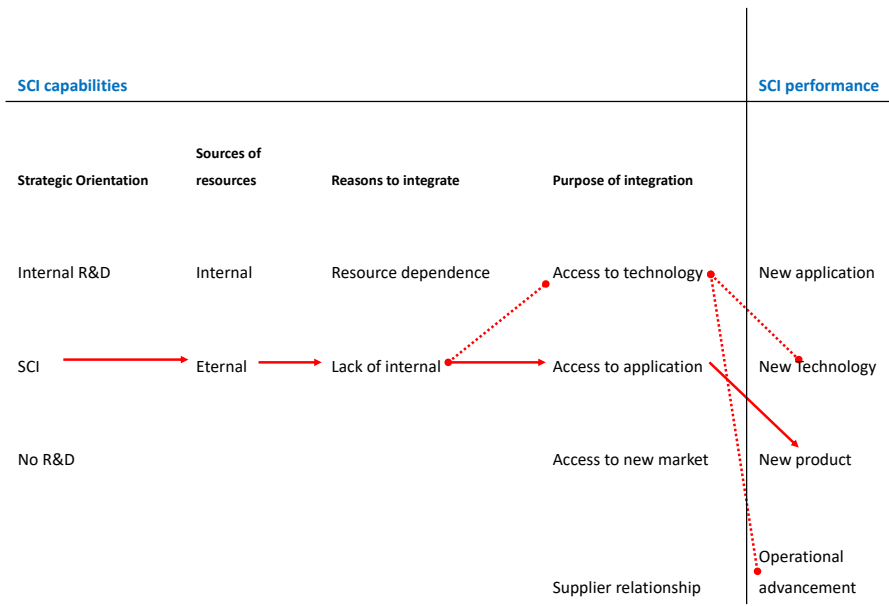 SCI capabilities
SCI performance
Sources of
Strategic Orientation
resources
Reasons to integrate
Purpose of integration
Internal R&D
Internal
Resource dependence
Access to technology
New application
SCI
Eternal
Lack of internal
Access to application
New Technology
No R&D
Access to new market
New product
Operational
Supplier relationship
advancement